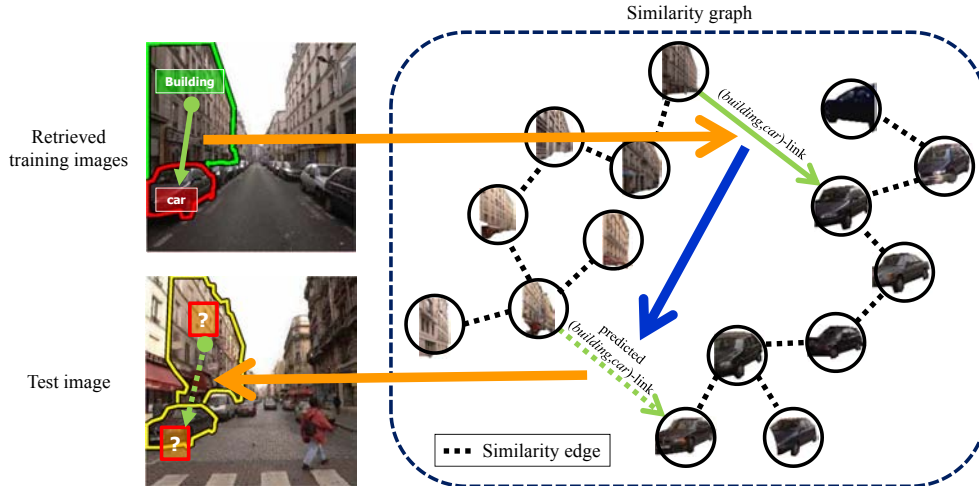 Similarity graph
Retrieved
training images
Building
car
(building,car)-link
predicted
(building,car)-link
Test image
?
?
Similarity edge